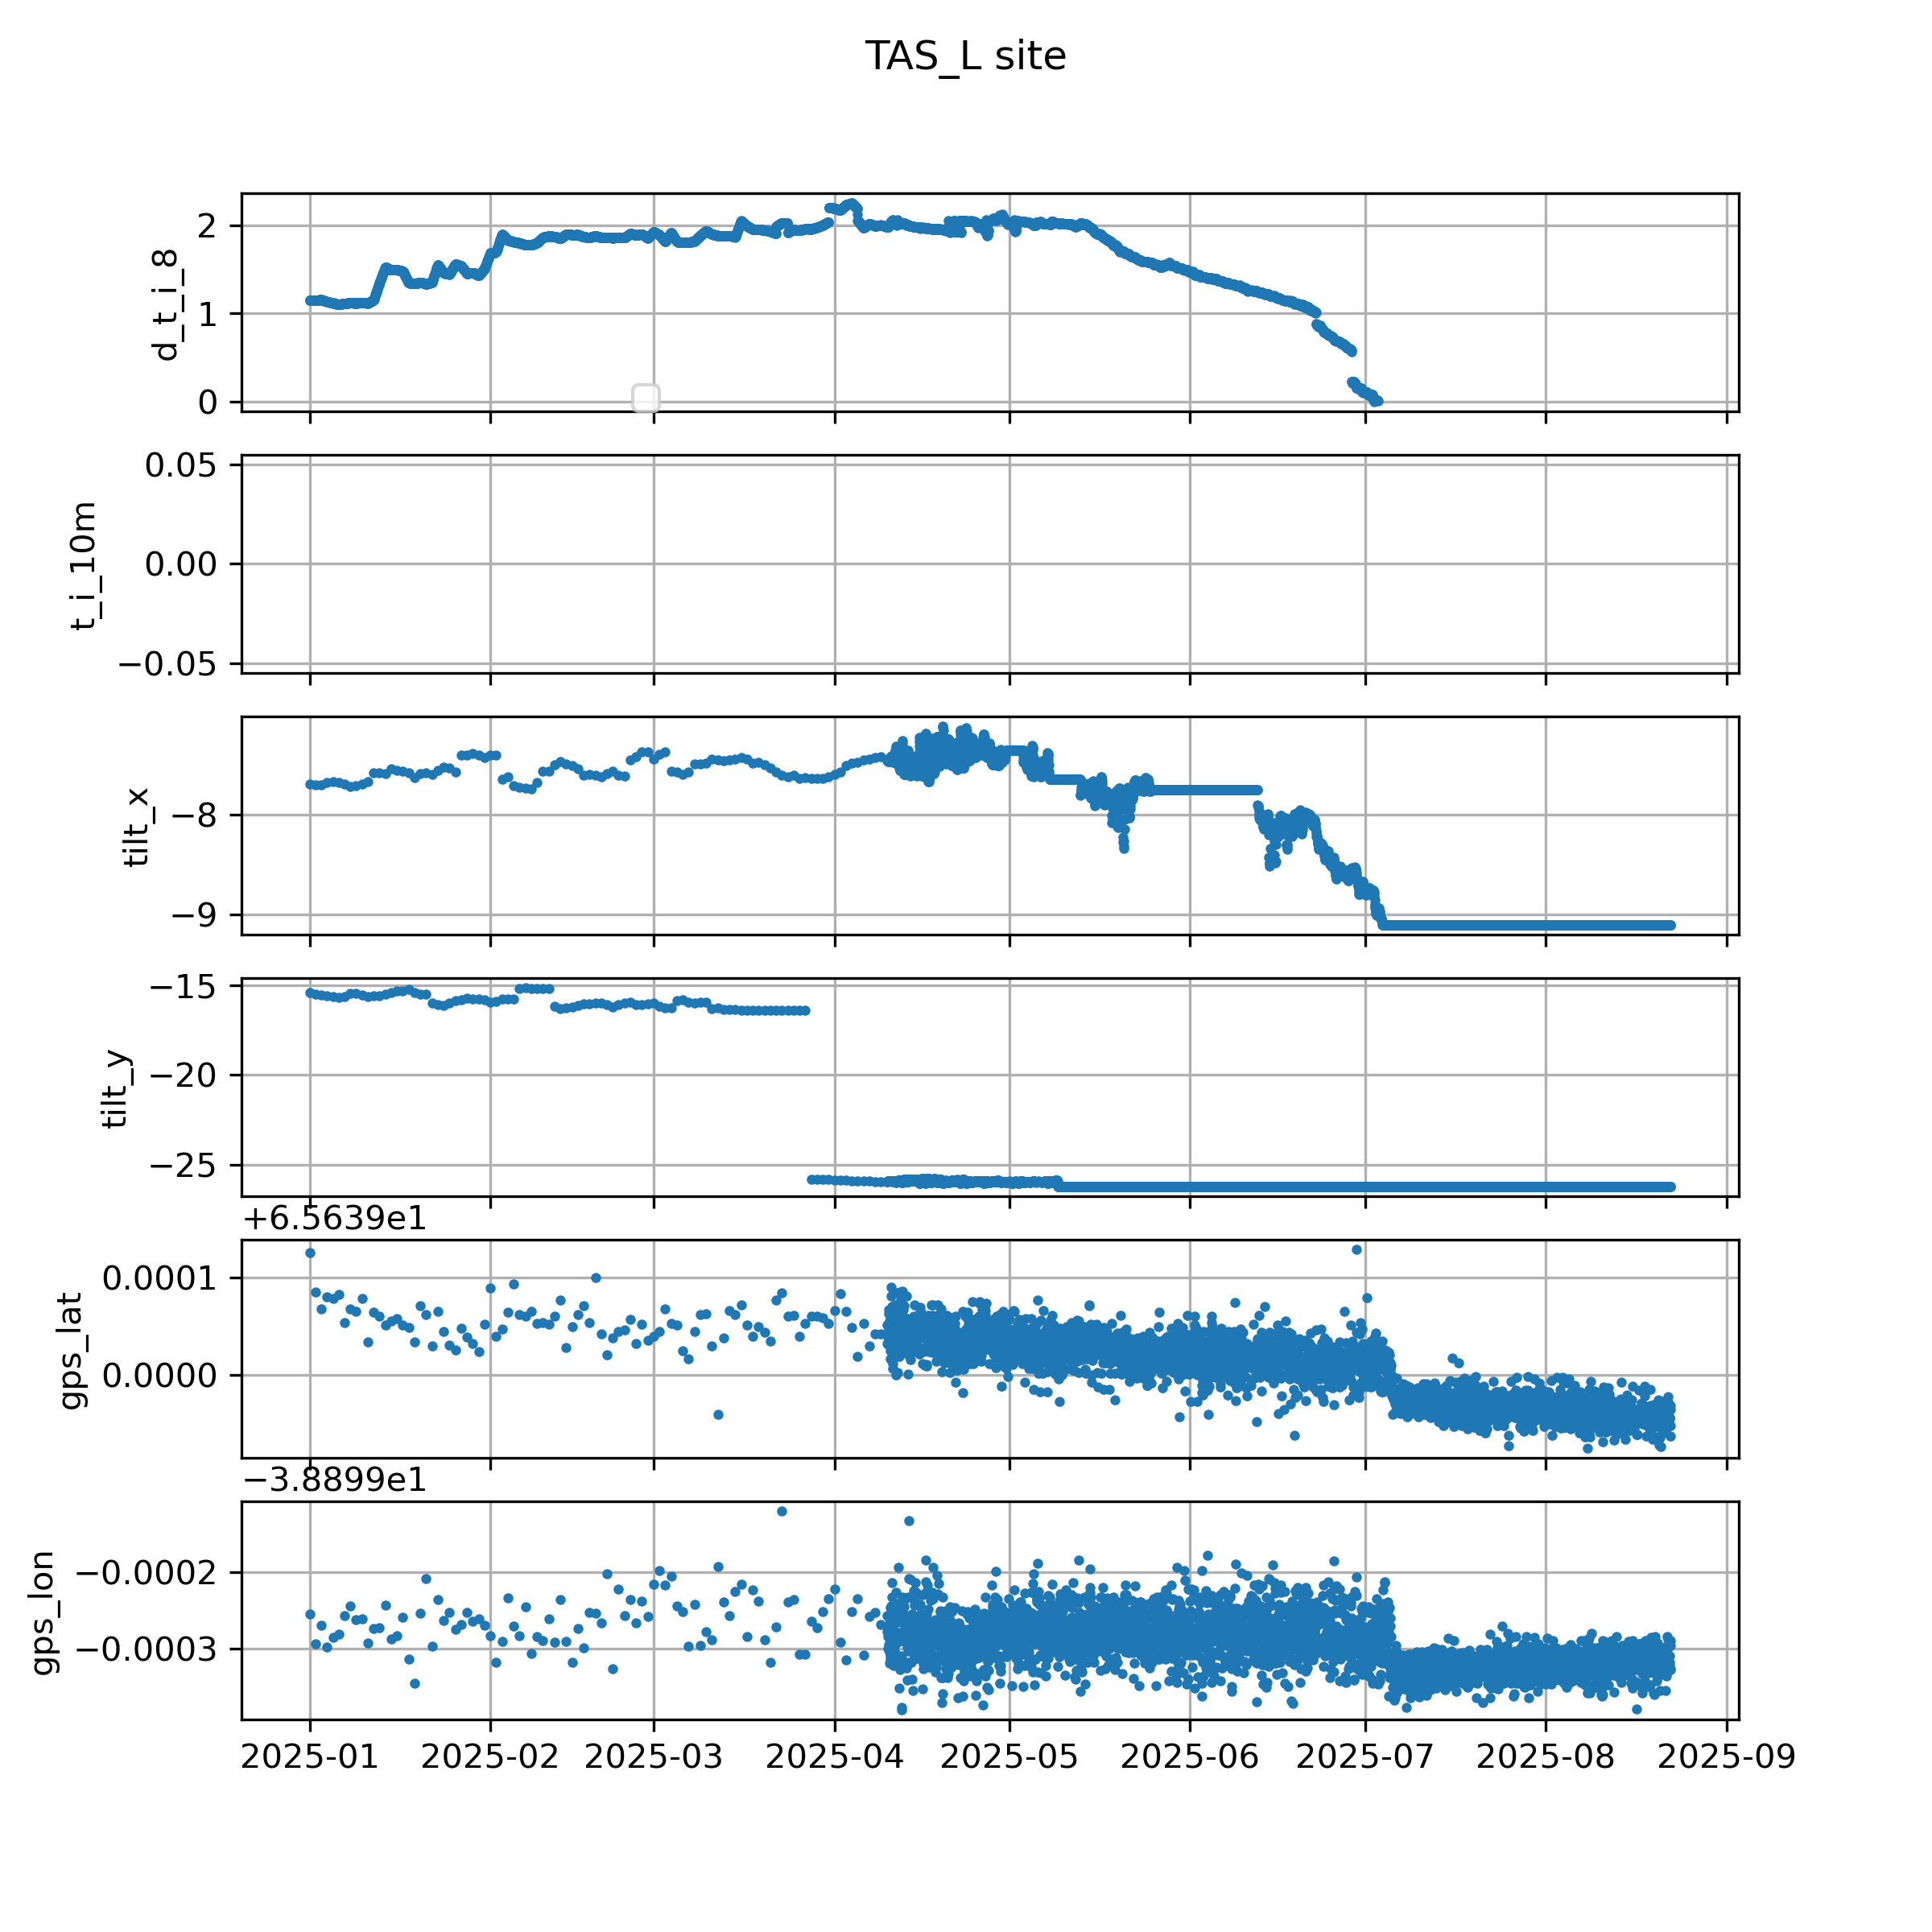 TAS_L site
d_t_i_8
2
1
0
t_i_10m
0.05
0.00
−0.05
tilt_x
−8
−9
tilt_y
−15
−20
−25
+6.5639e1
gps_lat
0.0001
0.0000
−3.8899e1
gps_lon
−0.0002
−0.0003
2025-01 2025-02 2025-03 2025-04 2025-05 2025-06 2025-07 2025-08 2025-09